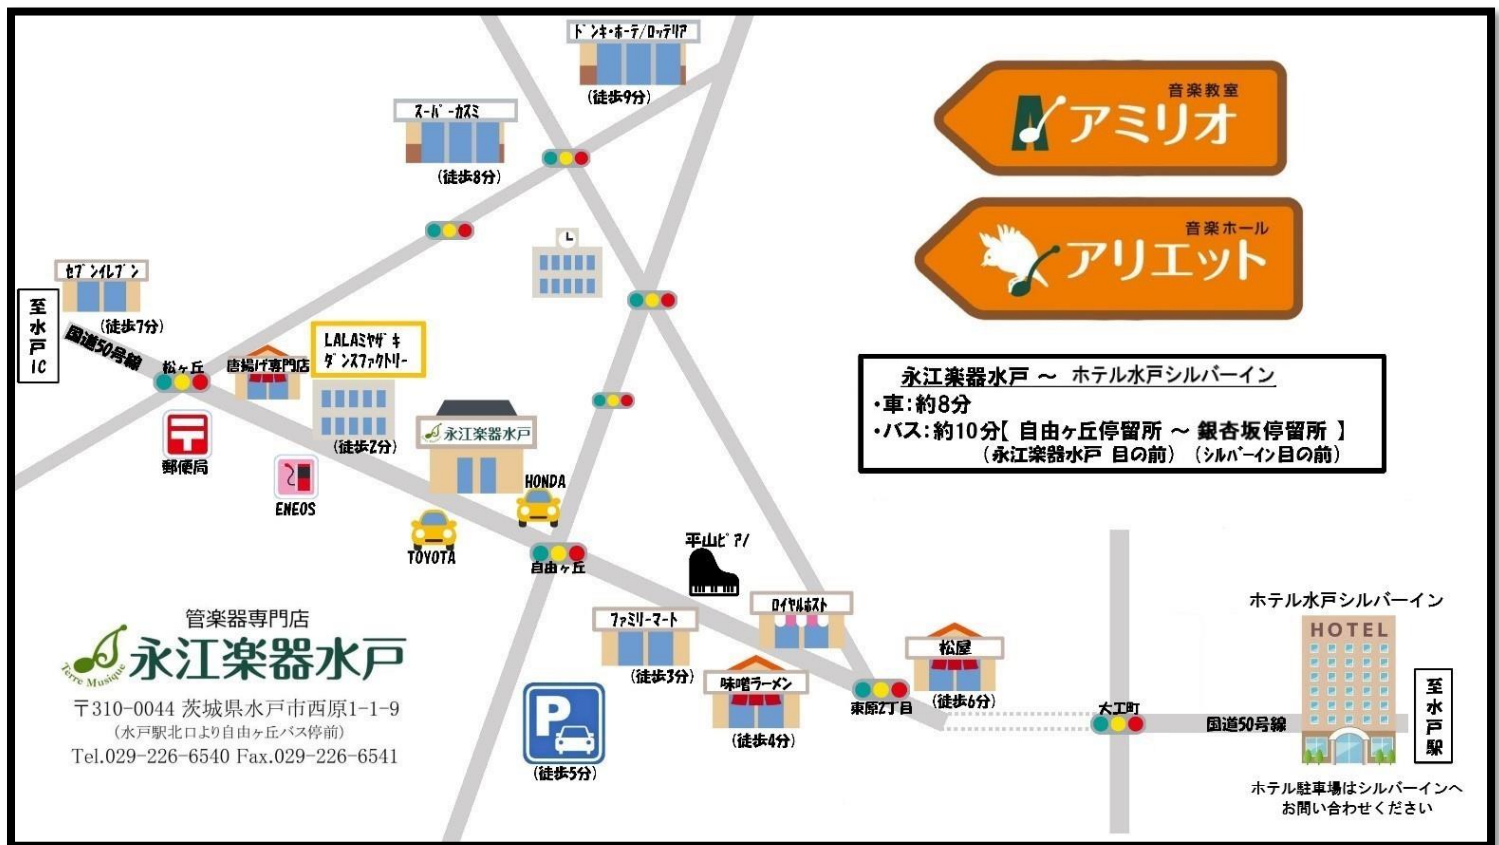 ドンキ・ホーテ/ロッテリア
(徒歩9分)
スーパーカスミ
(徒歩8分)
音楽教室
アミリオ
音楽ホール
アリエット
セブンイレブン
(徒歩7分)
至水戸IC
国道50号線
松ヶ丘
唐揚げ専門店
LALAミヤザキ
ダンスファクトリー
(徒歩2分)
永江楽器水戸
郵便局
ENEOS
HONDA
TOYOTA
自由ヶ丘
永江楽器水戸 ～ ホテル水戸シルバーイン
・車：約8分
・バス：約10分【 自由ヶ丘停留所 ～ 銀杏坂停留所 】
(永江楽器水戸 目の前) (シルバーイン目の前)
平山ピアノ
ロイヤルホスト
ファミリーマート
(徒歩3分)
味噌ラーメン
(徒歩4分)
P
(徒歩5分)
松屋
(徒歩6分)
東原2丁目
大工町
国道50号線
ホテル水戸シルバーイン
HOTEL
至水戸駅
ホテル駐車場はシルバーインへ
お問い合わせください
管楽器専門店
Terre Musique
永江楽器水戸
〒310-0044 茨城県水戸市西原1-1-9
(水戸駅北口より自由ヶ丘バス停前)
Tel.029-226-6540 Fax.029-226-6541